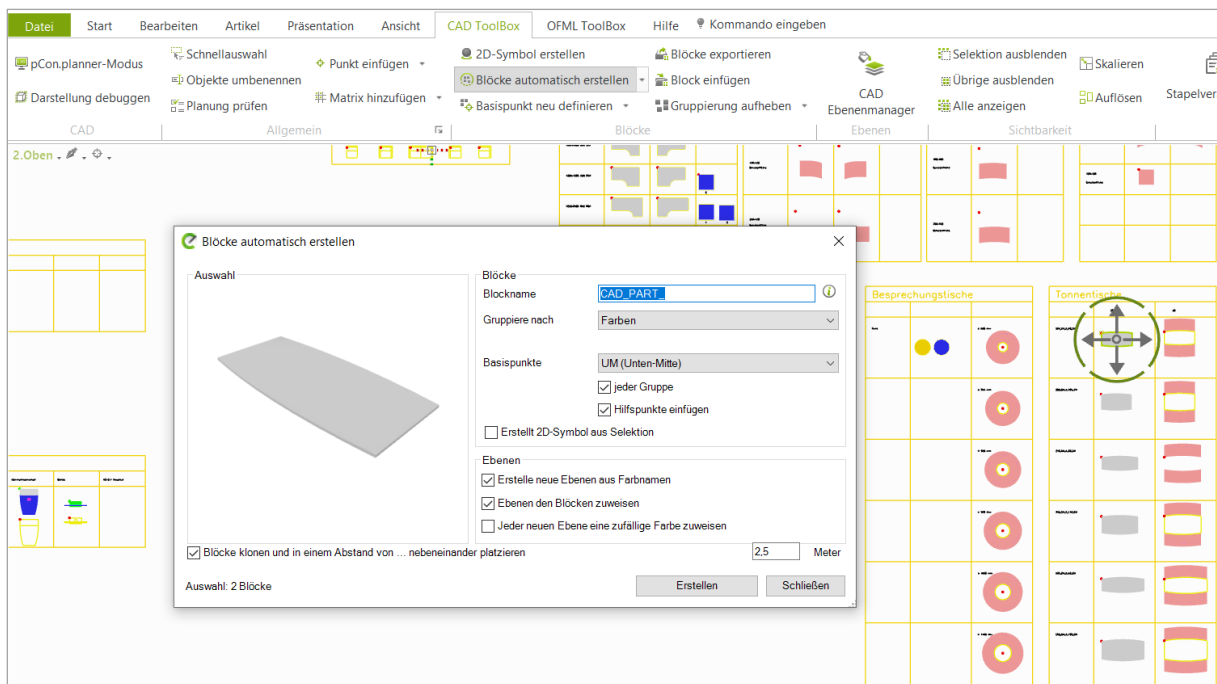 Datei Start Bearbeiten Artikel Präsentation Ansicht CAD ToolBox OFML ToolBox Hilfe Kommando eingeben
pCon.planner-Modus
Darstellung debuggen
CAD
Schnellauswahl
Objekte umbenennen
Planung prüfen
Punkt einfügen
Matrix hinzufügen
Allgemein
2D-Symbol erstellen
Blöcke automatisch erstellen
Basispunkt neu definieren
Blöcke exportieren
Block einfügen
Gruppierung aufheben
Blöcke
CAD
Ebenenmanager
Ebenen
Selektion ausblenden
Übrige ausblenden
Alle anzeigen
Skalieren
Auflösen
Sichtbarkeit
Stapelver
2.Oben
Blöcke automatisch erstellen
Auswahl
Blöcke
Blockname CAD_PART_
Gruppiere nach Farben
Basispunkte UM (Unten-Mitte)
jeder Gruppe
Hilfspunkte einfügen
Erstellt 2D-Symbol aus Selektion
Ebenen
Erstelle neue Ebenen aus Farbnamen
Ebenen den Blöcken zuweisen
Jeder neuen Ebene eine zufällige Farbe zuweisen
Blöcke klonen und in einem Abstand von ... nebeneinander platzieren 2,5 Meter
Auswahl: 2 Blöcke
Erstellen Schließen
Besprechungstische
Tonnentische